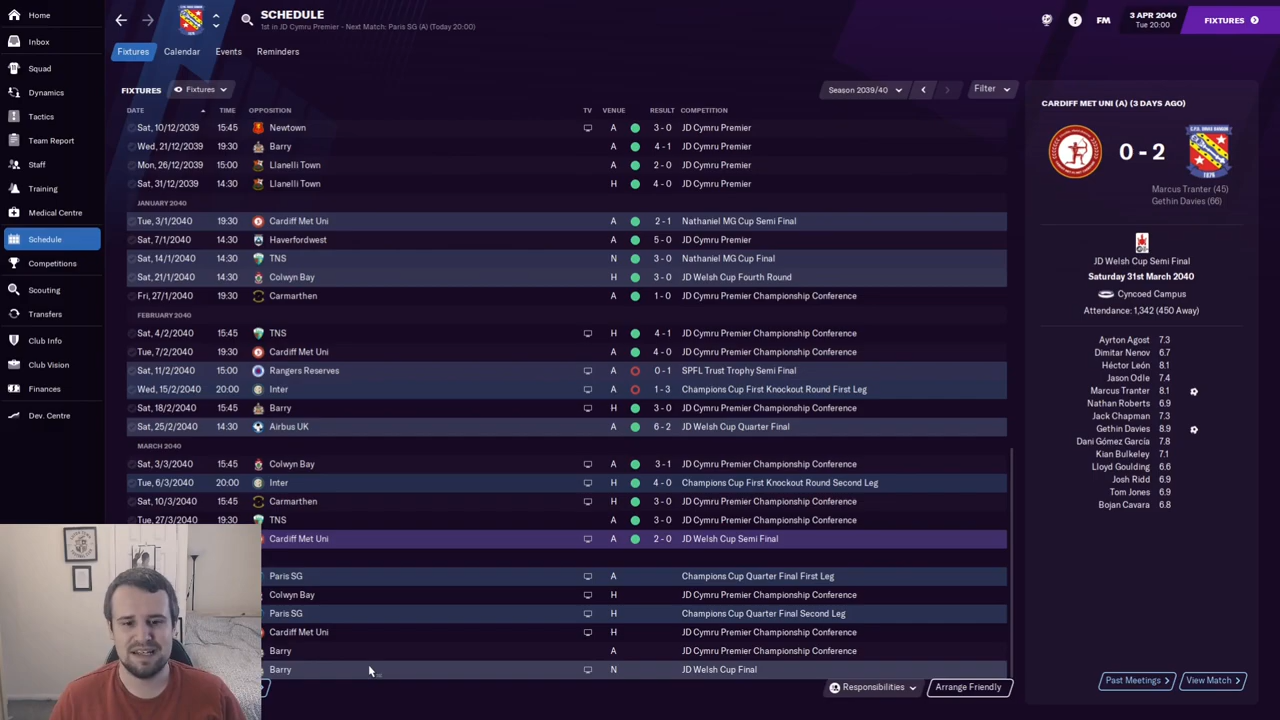 Home
Inbox
Squad
Dynamics
Tactics
Team Report
Staff
Training
Medical Centre
Schedule
Competitions
Scouting
Transfers
Club Info
Club Vision
Finances
Dev. Centre
SCHEDULE
1st in JD Cymru Premier - Next Match: Paris SG (A) (Today 20:00)
FM
3 APR 2040
Tue 20:00
FIXTURES
Fixtures Calendar Events Reminders
FIXTURES Fixtures Season 2039/40 Filter
DATE TIME OPPOSITION TV VENUE RESULT COMPETITION
Sat, 10/12/2039 15:45 Newtown A 3 - 0 JD Cymru Premier
Wed, 21/12/2039 19:30 Barry A 4 - 1 JD Cymru Premier
Mon, 26/12/2039 15:00 Llanelli Town A 2 - 0 JD Cymru Premier
Sat, 31/12/2039 14:30 Llanelli Town H 4 - 0 JD Cymru Premier
JANUARY 2040
Tue, 3/1/2040 19:30 Cardiff Met Uni A 2 - 1 Nathaniel MG Cup Semi Final
Sat, 7/1/2040 14:30 Haverfordwest A 5 - 0 JD Cymru Premier
Sat, 14/1/2040 14:30 TNS N 3 - 0 Nathaniel MG Cup Final
Sat, 21/1/2040 14:30 Colwyn Bay H 3 - 0 JD Welsh Cup Fourth Round
Fri, 27/1/2040 19:30 Carmarthen A 1 - 0 JD Cymru Premier Championship Conference
FEBRUARY 2040
Sat, 4/2/2040 15:45 TNS H 4 - 1 JD Cymru Premier Championship Conference
Tue, 7/2/2040 19:30 Cardiff Met Uni A 4 - 0 JD Cymru Premier Championship Conference
Sat, 11/2/2040 15:00 Rangers Reserves A 0 - 1 SPFL Trust Trophy Semi Final
Wed, 15/2/2040 20:00 Inter A 1 - 3 Champions Cup First Knockout Round First Leg
Sat, 18/2/2040 15:45 Barry H 3 - 0 JD Cymru Premier Championship Conference
Sat, 25/2/2040 14:30 Airbus UK A 6 - 2 JD Welsh Cup Quarter Final
MARCH 2040
Sat, 3/3/2040 15:45 Colwyn Bay A 3 - 1 JD Cymru Premier Championship Conference
Tue, 6/3/2040 20:00 Inter H 4 - 0 Champions Cup First Knockout Round Second Leg
Sat, 10/3/2040 15:45 Carmarthen H 3 - 0 JD Cymru Premier Championship Conference
Tue, 27/3/2040 19:30 TNS A 3 - 0 JD Cymru Premier Championship Conference
Cardiff Met Uni A 2 - 0 JD Welsh Cup Semi Final
Paris SG A Champions Cup Quarter Final First Leg
Colwyn Bay H JD Cymru Premier Championship Conference
Paris SG H Champions Cup Quarter Final Second Leg
Cardiff Met Uni H JD Cymru Premier Championship Conference
Barry A JD Cymru Premier Championship Conference
Barry N JD Welsh Cup Final
Responsibilities Arrange Friendly
CARDIFF MET UNI (A) (3 DAYS AGO)
0 - 2
Marcus Tranter (45)
Gethin Davies (66)
JD Welsh Cup Semi Final
Saturday 31st March 2040
Cyncoed Campus
Attendance: 1,342 (450 Away)
Ayrton Agost 7.3
Dimitar Nenov 6.7
Héctor León 8.1
Jason Odle 7.4
Marcus Tranter 8.1
Nathan Roberts 6.9
Jack Chapman 7.3
Gethin Davies 8.9
Dani Gómez García 7.8
Kian Bulkeley 7.1
Lloyd Goulding 6.6
Josh Ridd 6.9
Tom Jones 6.9
Bojan Cavara 6.8
Past Meetings View Match